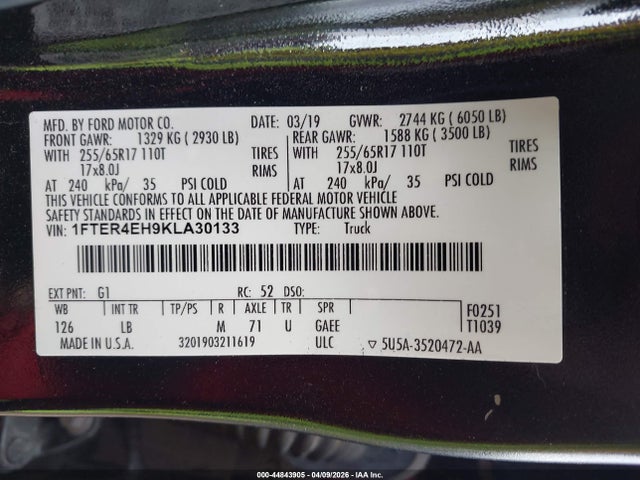 MFD. BY FORD MOTOR CO. DATE: 03/19 GVWR: 2744 KG ( 6050 LB)
FRONT GAWR: 1329 KG ( 2930 LB) REAR GAWR: 1588 KG ( 3500 LB)
WITH 255/65R17 110T TIRES WITH 255/65R17 110T TIRES
17x8.0J RIMS 17x8.0J RIMS
AT 240 kPa/ 35 PSI COLD AT 240 kPa/ 35 PSI COLD
THIS VEHICLE CONFORMS TO ALL APPLICABLE FEDERAL MOTOR VEHICLE
SAFETY STANDARDS IN EFFECT ON THE DATE OF MANUFACTURE SHOWN ABOVE.
VIN: 1FTER4EH9KLA30133 TYPE: Truck
EXT PNT: G1 RC: 52 DSO:
WB INT TR TP/PS R AXLE TR SPR F0251
126 LB M 71 U GAEE T1039
MADE IN U.S.A. 3201903211619 ULC ▽ 5U5A-3520472-AA
000-44843905 - 04/09/2026 - IAA Inc.